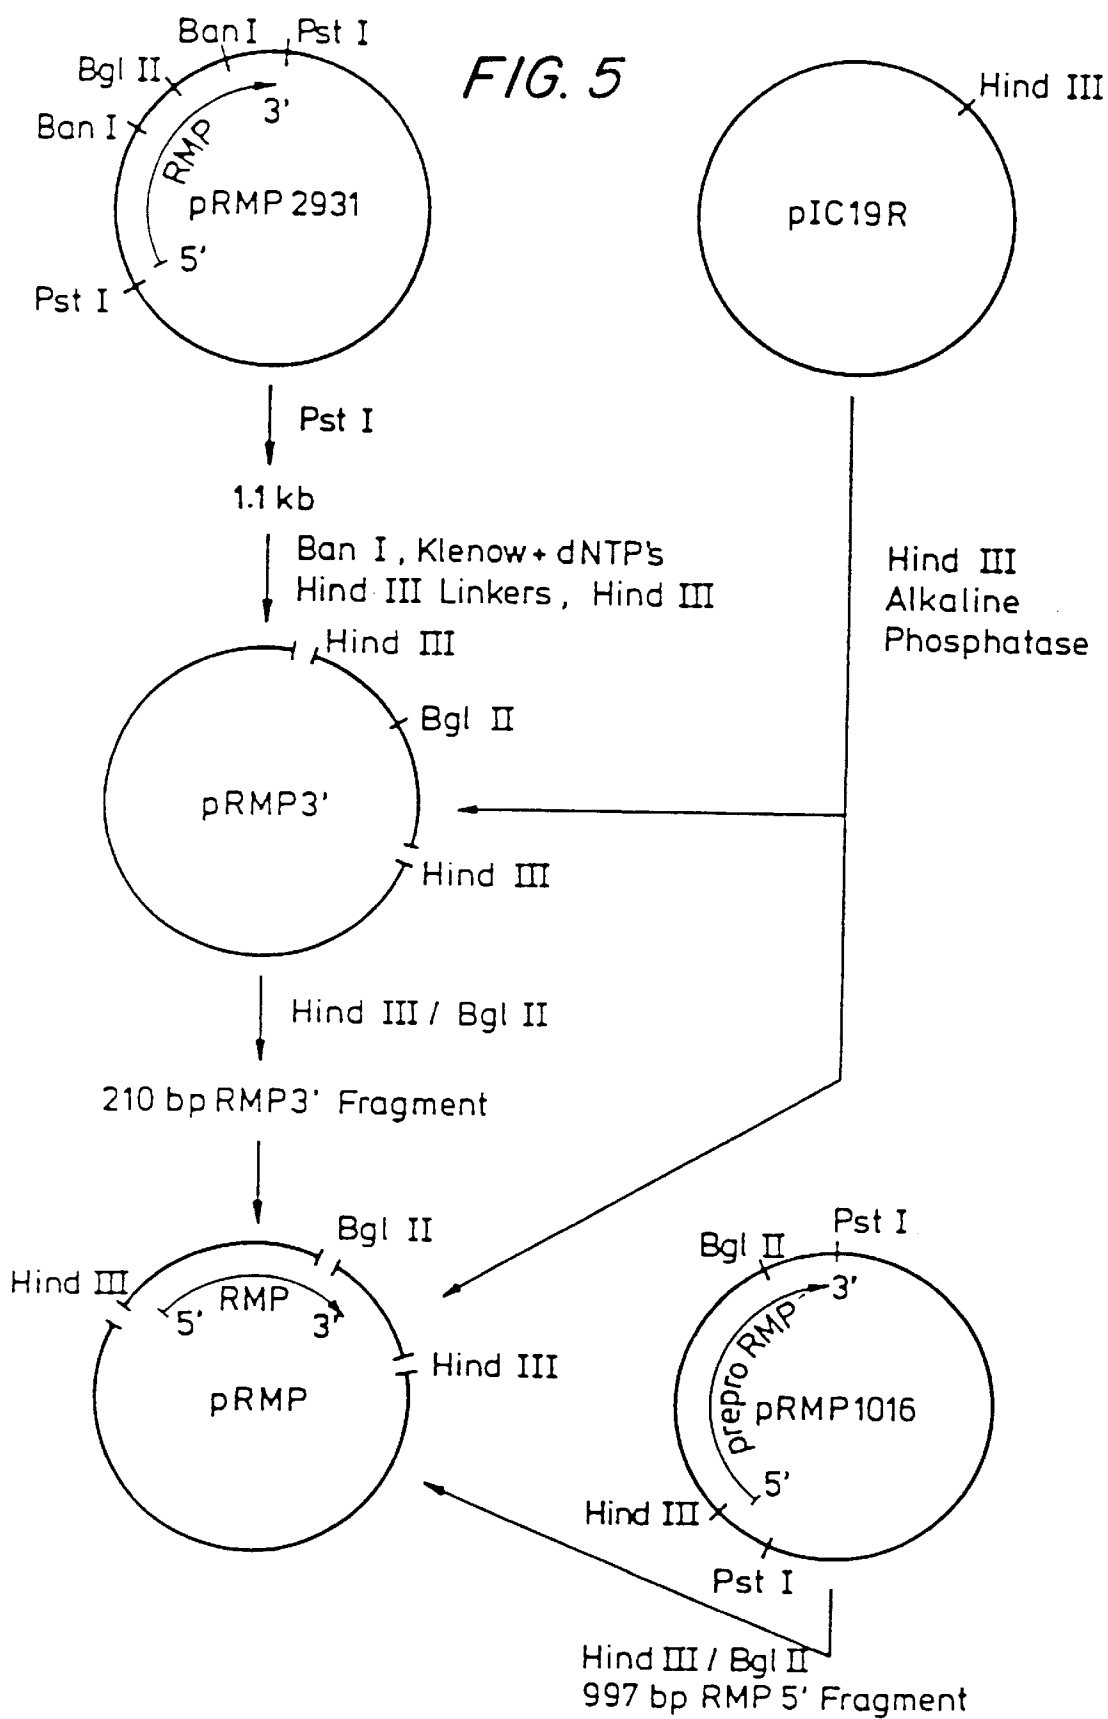 FIG. 5
Ban I
Pst I
Bgl II
Ban I
3'
RMP
pRMP 2931
5'
Pst I
Hind III
pIC19R
Pst I
1.1 kb
Ban I, Klenow + dNTP's
Hind III Linkers, Hind III
Hind III
Alkaline
Phosphatase
Hind III
Bgl II
pRMP3'
Hind III
Hind III / Bgl II
210 bp RMP3' Fragment
Bgl II
Hind III
RMP
5'
3'
Hind III
pRMP
Pst I
Bgl II
3'
prepro RMP
pRMP1016
5'
Hind III
Pst I
Hind III / Bgl II
997 bp RMP 5' Fragment